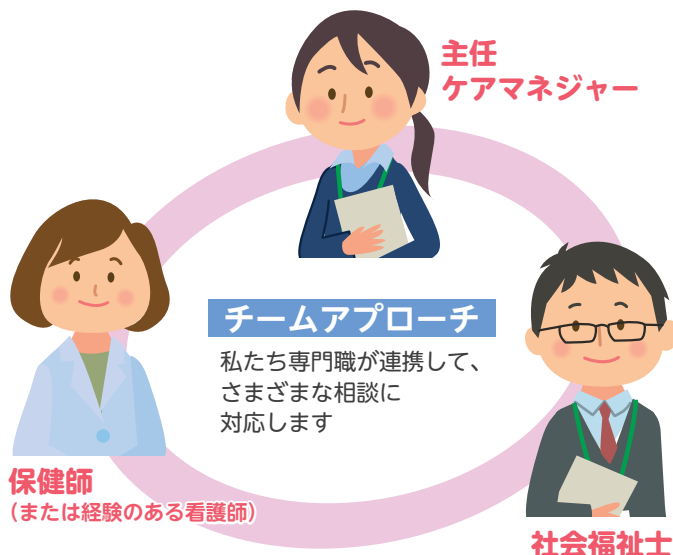 主任
ケアマネジャー
チームアプローチ
私たち専門職が連携して、
さまざまな相談に
対応します
保健師
（または経験のある看護師）
社会福祉士